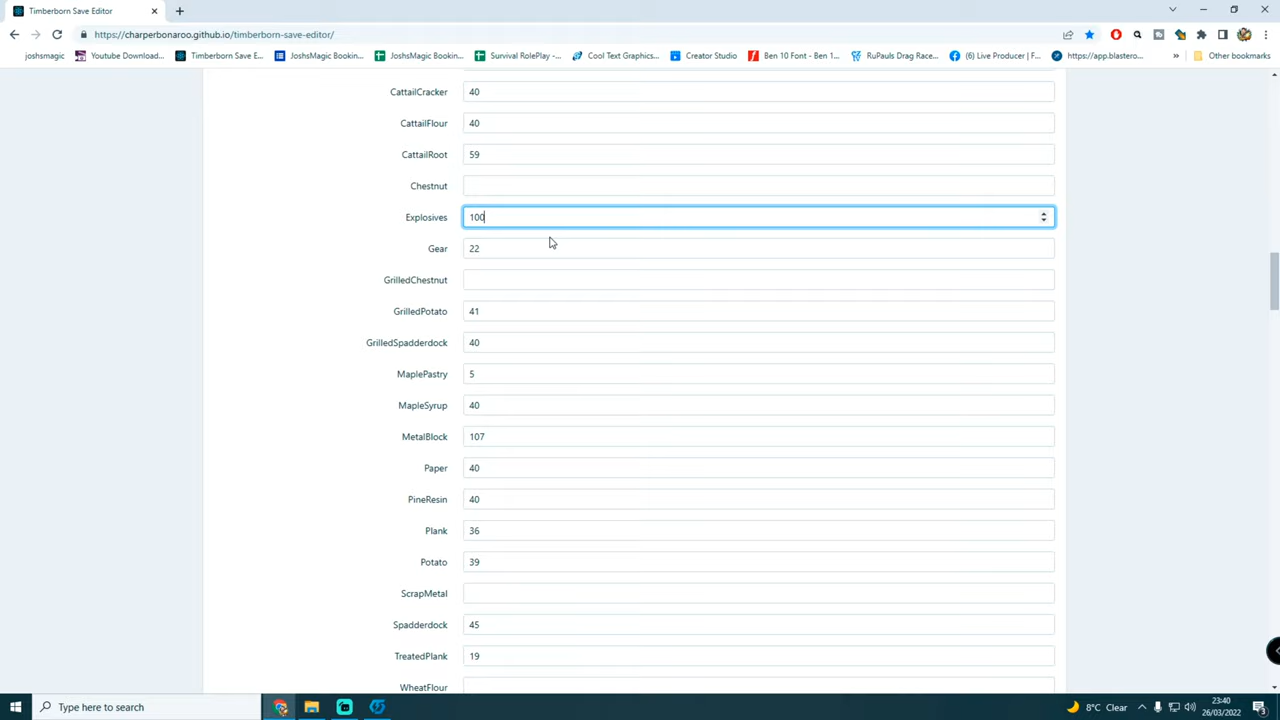 Timberborn Save Editor
https://charperbonaroo.github.io/timberborn-save-editor/
joshsmagic
Youtube Download...
Timberborn Save E...
JoshsMagic Bookin...
JoshsMagic Bookin...
Survival RolePlay -...
Cool Text Graphics...
Creator Studio
Ben 10 Font - Ben 1...
RuPauls Drag Race...
(6) Live Producer | F...
https://app.blastero...
»
Other bookmarks
CattailCracker 40
CattailFlour 40
CattailRoot 59
Chestnut
Explosives 100
Gear 22
GrilledChestnut
GrilledPotato 41
GrilledSpadderdock 40
MaplePastry 5
MapleSyrup 40
MetalBlock 107
Paper 40
PineResin 40
Plank 36
Potato 39
ScrapMetal
Spadderdock 45
TreatedPlank 19
WheatFlour
Type here to search
8°C Clear
23:40
26/03/2022
3